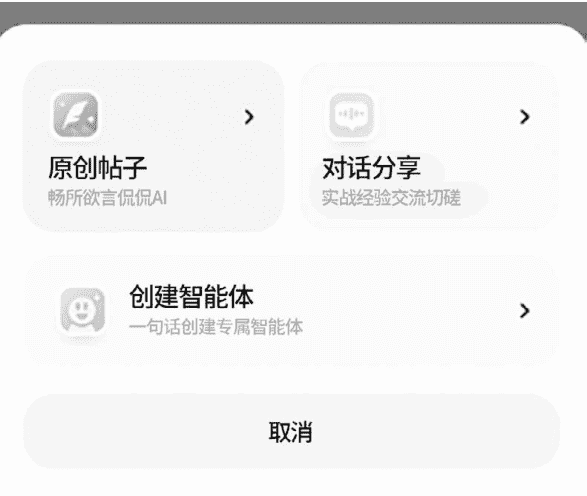 原创帖子
畅所欲言侃侃AI
对话分享
实战经验交流切磋
创建智能体
一句话创建专属智能体
取消